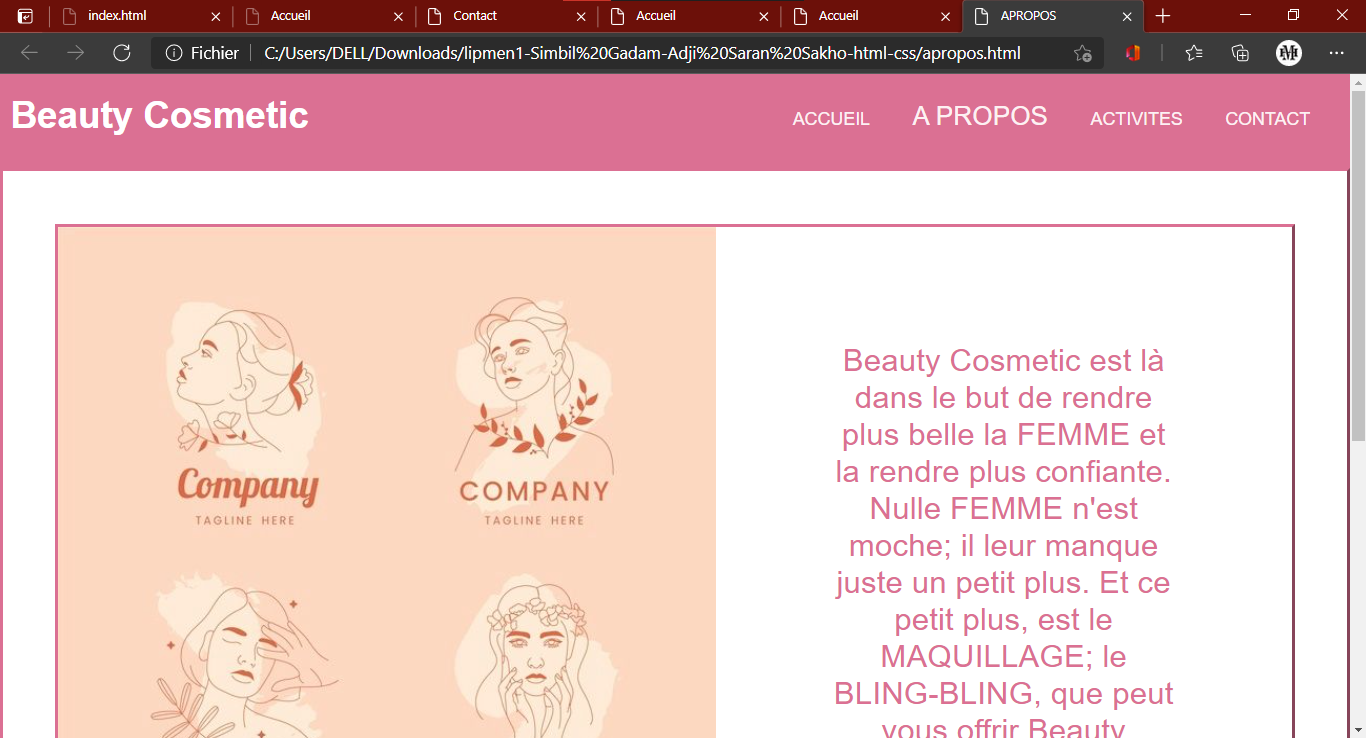 index.html
Accueil
Contact
Accueil
Accueil
APROPOS
Fichier
C:/Users/DELL/Downloads/lipmen1-Simbil%20Gadam-Adji%20Saran%20Sakho-html-css/apropos.html
Beauty Cosmetic
ACCUEIL
A PROPOS
ACTIVITES
CONTACT
Company
TAGLINE HERE
COMPANY
TAGLINE HERE
Beauty Cosmetic est là
dans le but de rendre
plus belle la FEMME et
la rendre plus confiante.
Nulle FEMME n'est
moche; il leur manque
juste un petit plus. Et ce
petit plus, est le
MAQUILLAGE; le
BLING-BLING, que peut
vous offrir Beauty